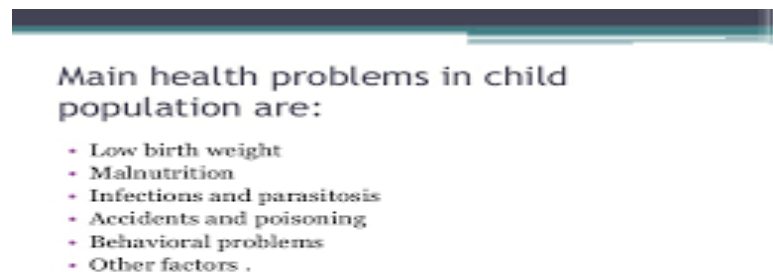 Main health problems in child
population are:
• Low birth weight
• Malnutrition
• Infections and parasitosis
• Accidents and poisoning
• Behavioral problems
• Other factors .